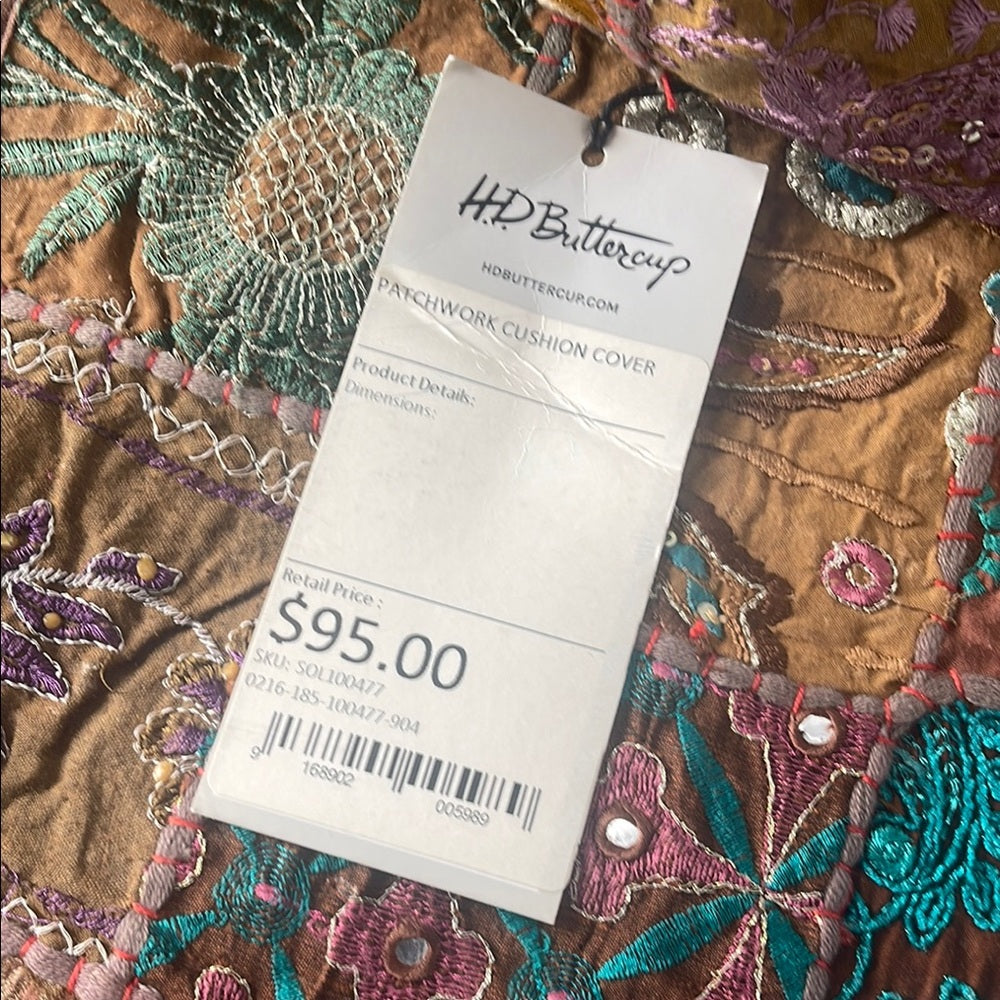 H.D. Buttercup
HDBUTTERCUP.COM
PATCHWORK CUSHION COVER
Product Details:
Dimensions:
Retail Price :
$95.00
SKU: SOL100477
0216-185-100477-904
9 168902 005989